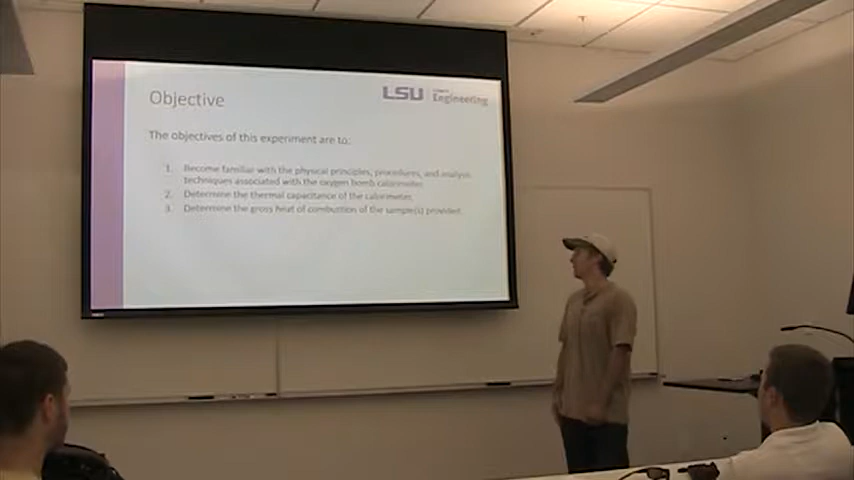 Objective
LSU
Engineering
The objectives of this experiment are to:
1. Become familiar with the physical principles, procedures, and analysis
techniques associated with the oxygen bomb calorimeter.
2. Determine the thermal capacitance of the calorimeter.
3. Determine the gross heat of combustion of the sample(s) provided.